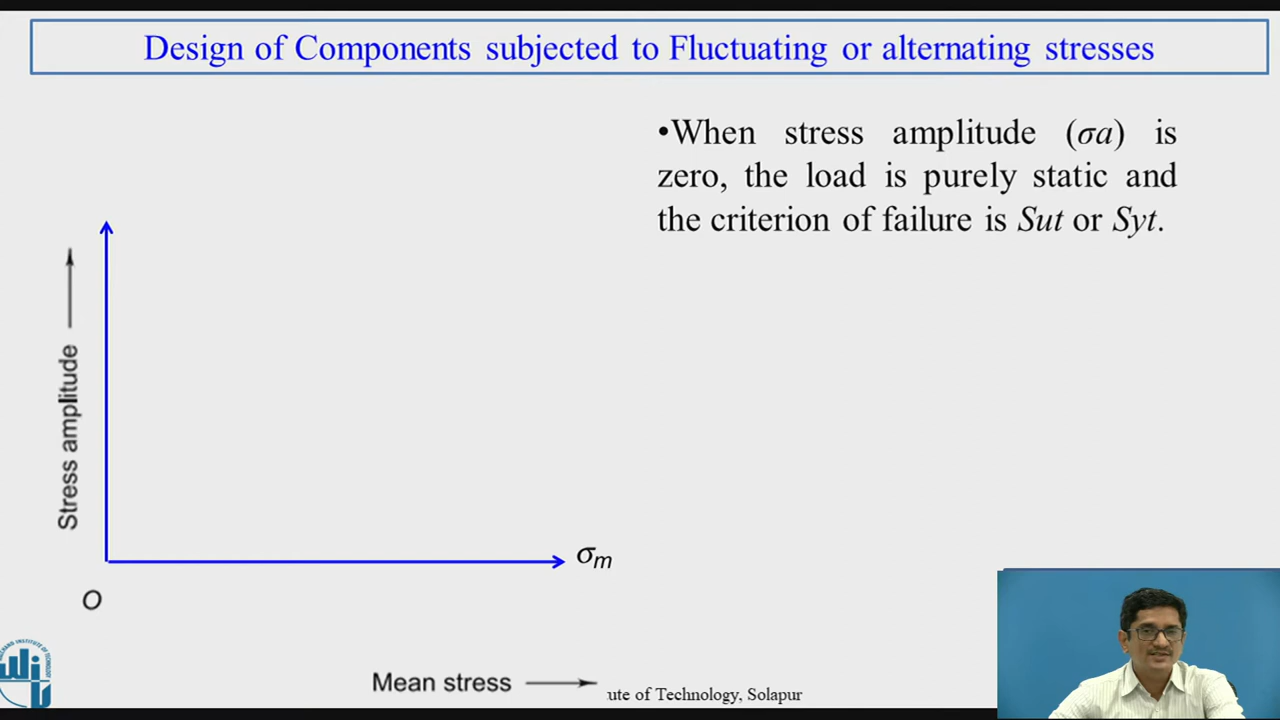 Design of Components subjected to Fluctuating or alternating stresses
•When stress amplitude (σa) is
zero, the load is purely static and
the criterion of failure is Sut or Syt.
Stress amplitude
σm
O
Mean stress
ute of Technology, Solapur